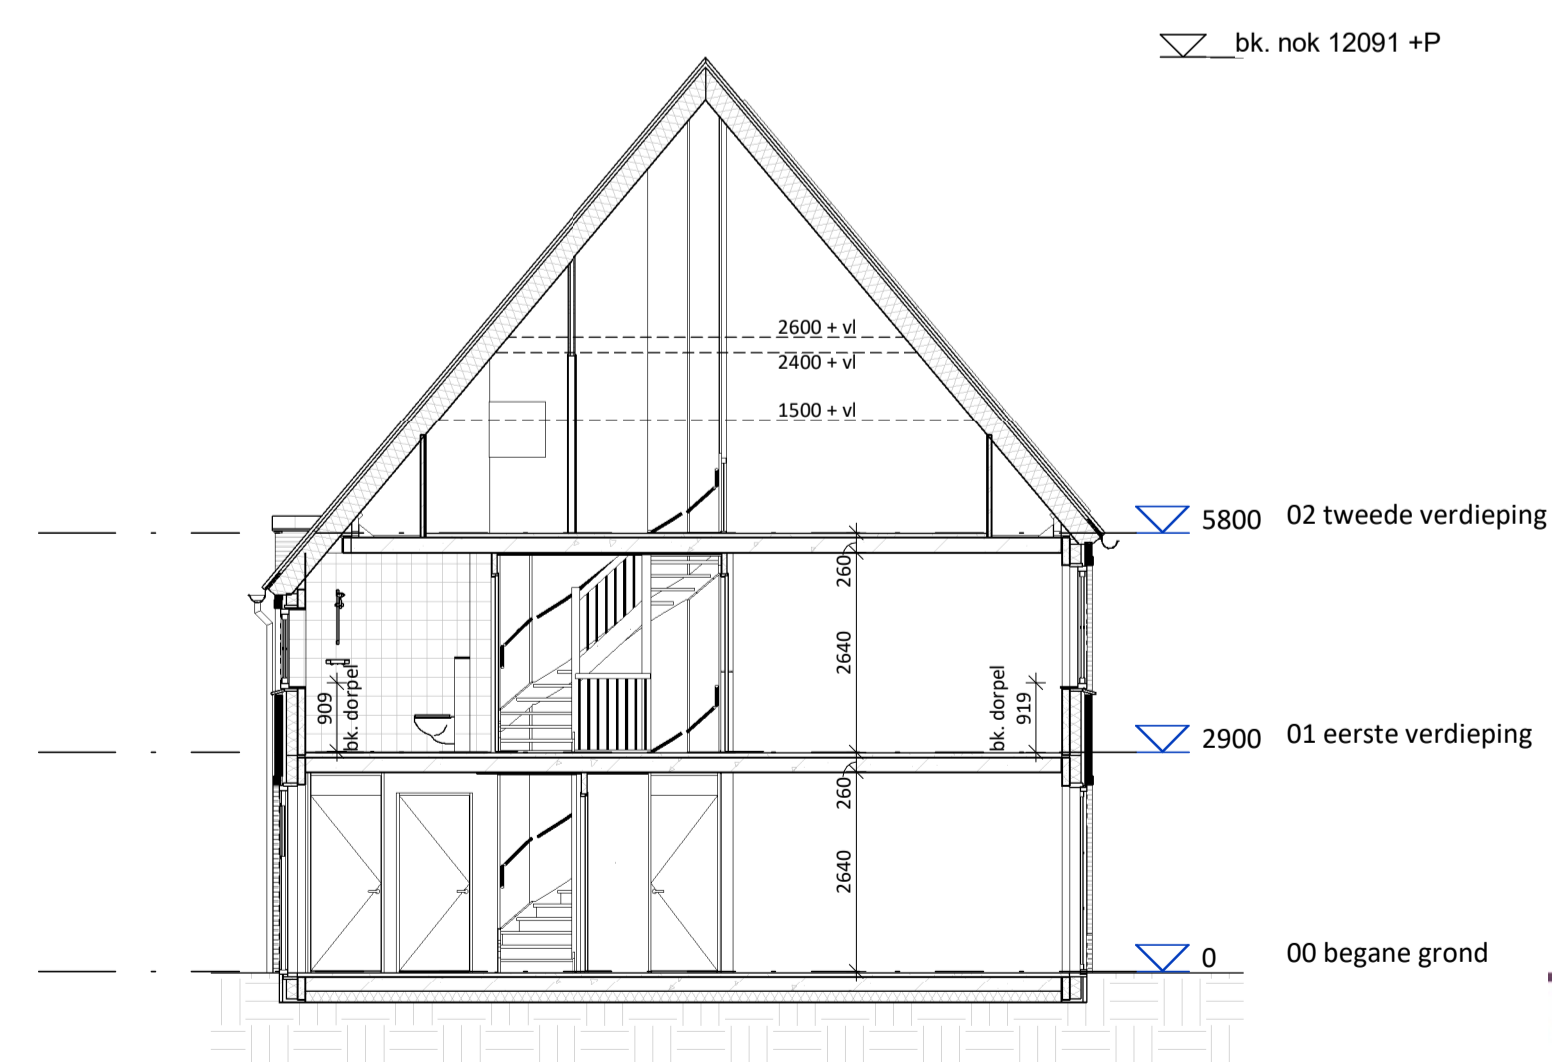 bk. nok 12091 +P
2600 + vl
2400 + vl
1500 + vl
5800 02 tweede verdieping
260
2640
909
bk. dorpel
bk. dorpel
919
2900 01 eerste verdieping
260
2640
0 00 begane grond